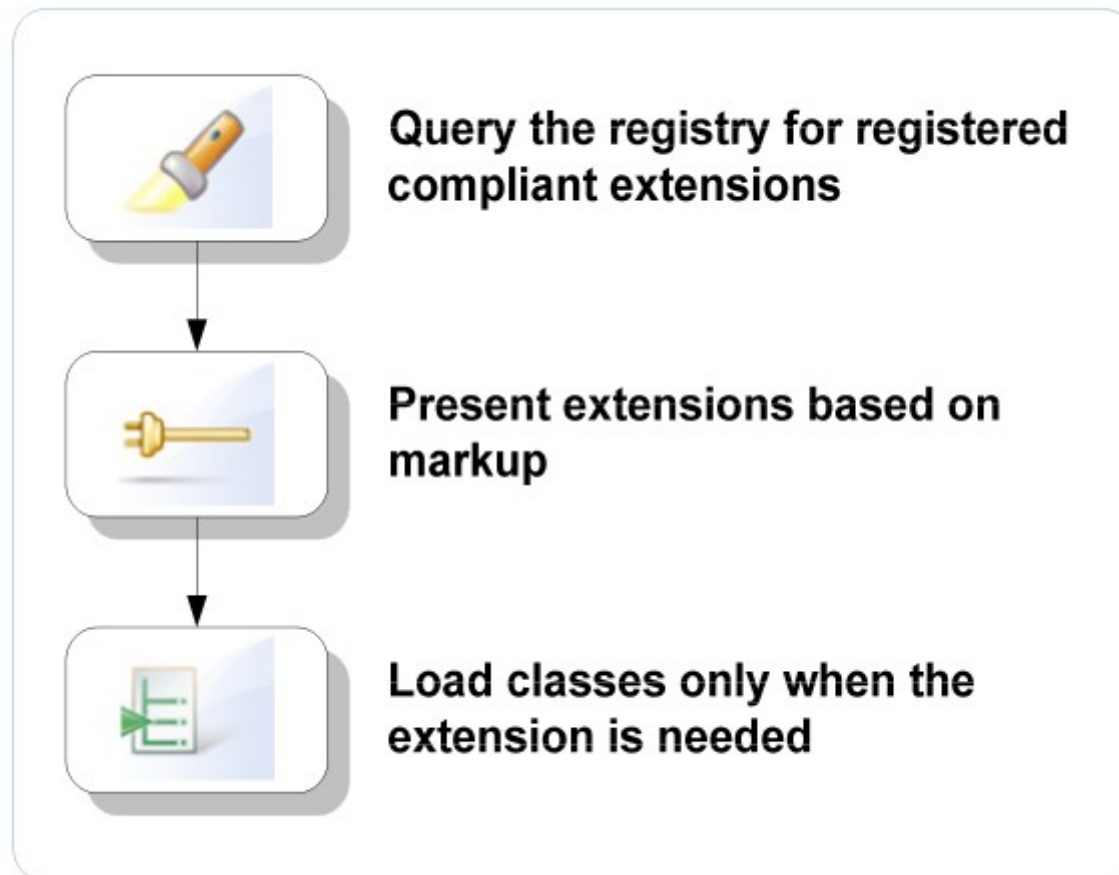 Query the registry for registered
compliant extensions
Present extensions based on
markup
Load classes only when the
extension is needed